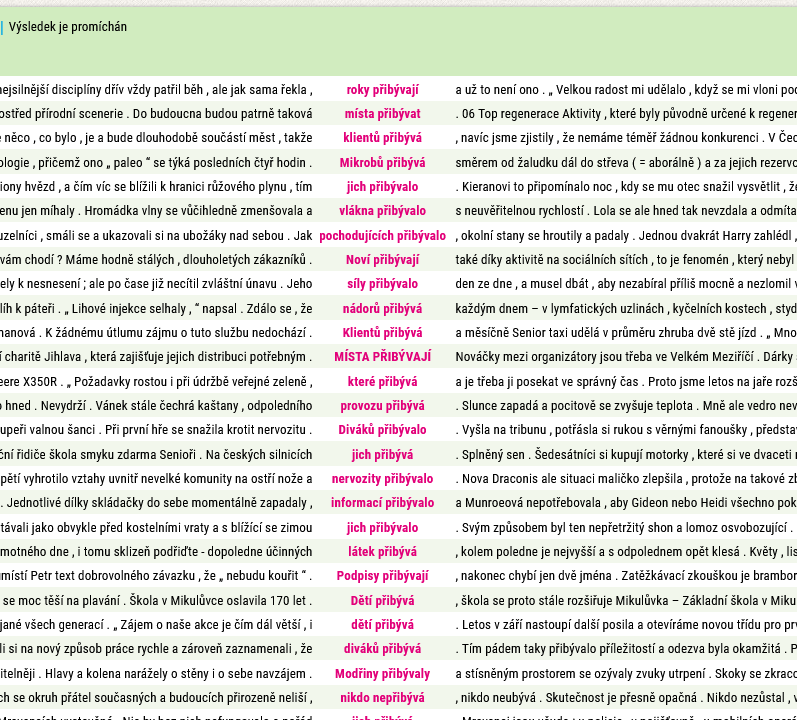 Výsledek je promíchán
nejsilnější disciplíny dřív vždy patřil běh , ale jak sama řekla , roky přibývají a už to není ono . „ Velkou radost mi udělalo , když se mi vloni
ostřed přírodní scenerie . Do budoucna budou patrně taková místa přibývat . 06 Top regenerace Aktivity , které byly původně určené k
něco , co bylo , je a bude dlouhodobě součástí měst , takže klientů přibývá , navíc jsme zjistily , že nemáme téměř žádnou konkurenci . V
ologie , přičemž ono „ paleo “ se týká posledních čtyř hodin . Mikrobů přibývá směrem od žaludku dál do střeva ( = aborálně ) a za jejich
iony hvězd , a čím víc se blížili k hranici růžového plynu , tím jich přibývalo . Kieranovi to připomínalo noc , kdy se mu otec snažil vysvětlit ,
enu jen míhaly . Hromádka vlny se vůčihledně zmenšovala a vlákna přibývalo s neuvěřitelnou rychlostí . Lola se ale hned tak nevzdala a
uzelníci , smáli se a ukazovali si na ubožáky nad sebou . Jak pochodujících přibývalo , okolní stany se hroutily a padaly . Jednou dvakrát Harry zahlédl ,
vám chodí ? Máme hodně stálých , dlouholetých zákazníků . Noví přibývají také díky aktivitě na sociálních sítích , to je fenomén , který nebyl
ely k nesnesení ; ale po čase již necítil zvláštní únavu . Jeho síly přibývalo den ze dne , a musel dbát , aby nezabíral příliš mocně a nezlomil
líh k páteři . „ Lihové injekce selhaly , “ napsal . Zdálo se , že nádorů přibývá každým dnem – v lymfatických uzlinách , kyčelních kostech ,
manová . K žádnému útlumu zájmu o tuto službu nedochází . Klientů přibývá a měsíčně Senior taxi udělá v průměru zhruba dvě stě jízd . „
í charitě Jihlava , která zajišťuje jejich distribuci potřebným . MÍSTA PŘIBÝVAJÍ Nováčky mezi organizátory jsou třeba ve Velkém Meziříčí . Dárky
eere X350R . „ Požadavky rostou i při údržbě veřejné zeleně , které přibývá a je třeba ji posekat ve správný čas . Proto jsme letos na jaře
o hned . Nevydrží . Vánek stále čechrá kaštany , odpoledního provozu přibývá . Slunce zapadá a pocitově se zvyšuje teplota . Mně ale vedro
upeři valnou šanci . Při první hře se snažila krotit nervozitu . Diváků přibývalo . Vyšla na tribunu , potřásla si rukou s věrnými fanoušky ,
ční řidiče škola smyku zdarma Senioři . Na českých silnicích jich přibývá . Splněný sen . Šedesátníci si kupují motorky , které si ve dvaceti
pětí vyhrotilo vztahy uvnitř nevelké komunity na ostří nože a nervozity přibývalo . Nova Draconis ale situaci maličko zlepšila , protože na takové
. Jednotlivé dílky skládačky do sebe momentálně zapadaly , informací přibývalo a Munroeová nepotřebovala , aby Gideon nebo Heidi všechno
távali jako obvykle před kostelními vraty a s blížící se zimou jich přibývalo . Svým způsobem byl ten nepřetržitý shon a lomoz osvobozující .
motného dne , i tomu sklizeň podřiďte - dopoledne účinných látek přibývá , kolem poledne je nejvyšší a s odpolednem opět klesá . Květy ,
místí Petr text dobrovolného závazku , že „ nebudu kouřit “ . Podpisy přibývají , nakonec chybí jen dvě jména . Zatěžkávací zkouškou je
se moc těší na plavání . Škola v Mikulůvce oslavila 170 let . Dětí přibývá , škola se proto stále rozšiřuje Mikulůvka – Základní škola v
jané všech generací . „ Zájem o naše akce je čím dál větší , i dětí přibývá . Letos v září nastoupí další posila a otevíráme novou třídu pro
li si na nový způsob práce rychle a zároveň zaznamenali , že diváků přibývá . Tím pádem taky přibývalo příležitostí a odezva byla okamžitá .
itelněji . Hlavy a kolena narážely o stěny i o sebe navzájem . Modřiny přibývaly a stísněným prostorem se ozývaly zvuky utrpení . Skoky se
ch se okruh přátel současných a budoucích přirozeně neliší , nikdo nepřibývá , nikdo neubývá . Skutečnost je přesně opačná . Nikdo nezůstal ,